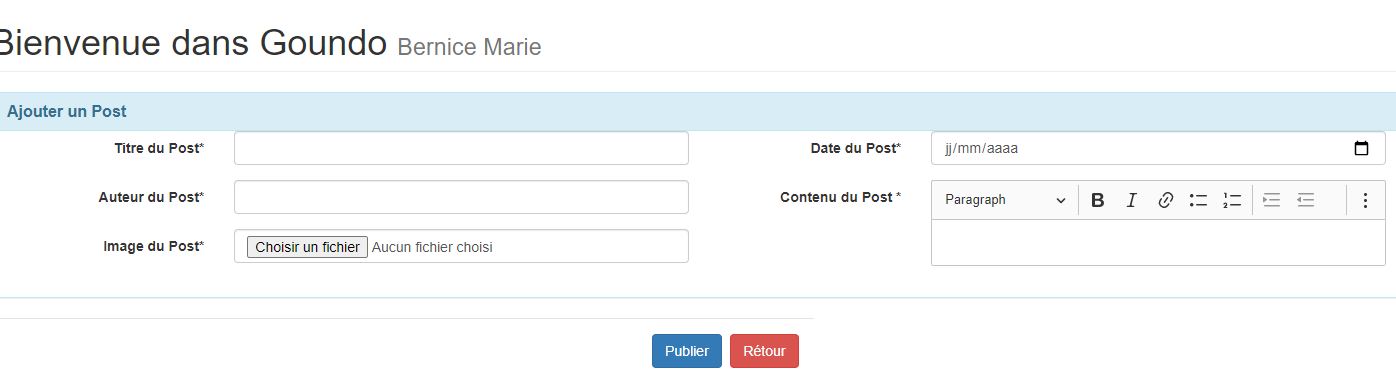 Bienvenue dans Goundo Bernice Marie
Ajouter un Post
Titre du Post*
Date du Post* jj/mm/aaaa
Auteur du Post*
Contenu du Post * Paragraph B I
Image du Post* Choisir un fichier Aucun fichier choisi
Publier Rétour